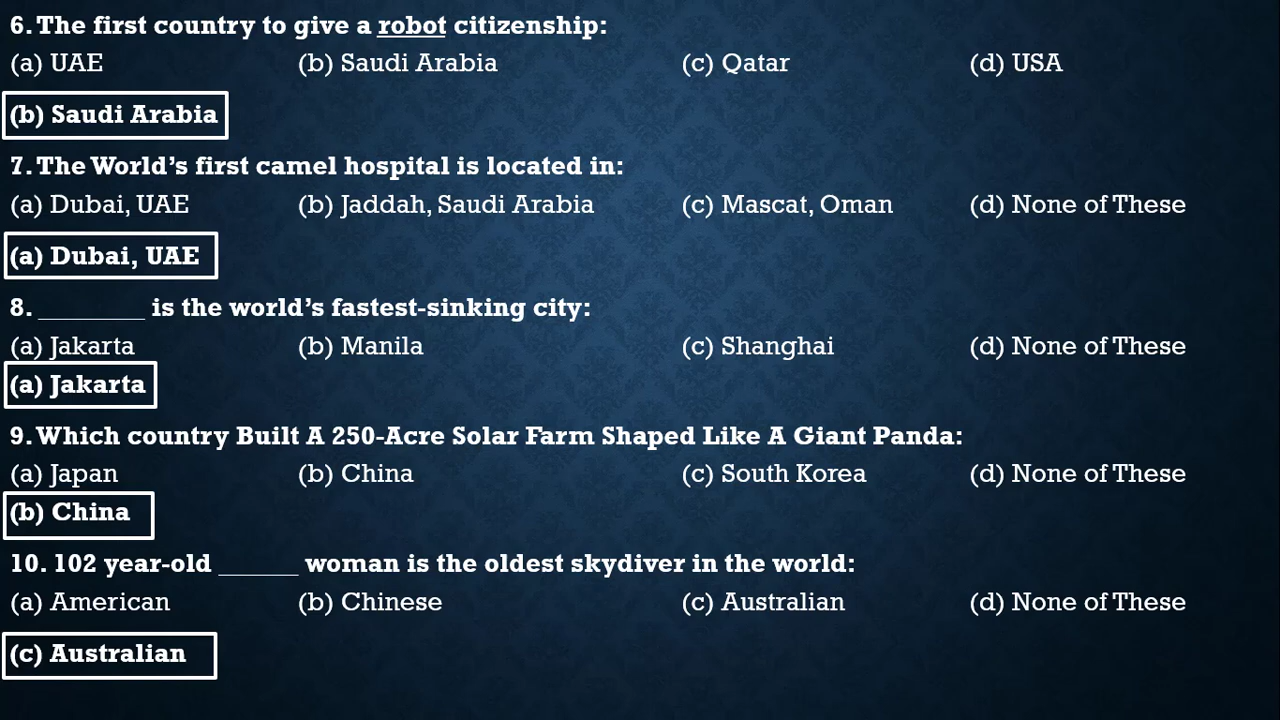 6. The first country to give a robot citizenship:
(a) UAE (b) Saudi Arabia (c) Qatar (d) USA
(b) Saudi Arabia
7. The World’s first camel hospital is located in:
(a) Dubai, UAE (b) Jaddah, Saudi Arabia (c) Mascat, Oman (d) None of These
(a) Dubai, UAE
8. ________ is the world’s fastest-sinking city:
(a) Jakarta (b) Manila (c) Shanghai (d) None of These
(a) Jakarta
9. Which country Built A 250-Acre Solar Farm Shaped Like A Giant Panda:
(a) Japan (b) China (c) South Korea (d) None of These
(b) China
10. 102 year-old ______ woman is the oldest skydiver in the world:
(a) American (b) Chinese (c) Australian (d) None of These
(c) Australian